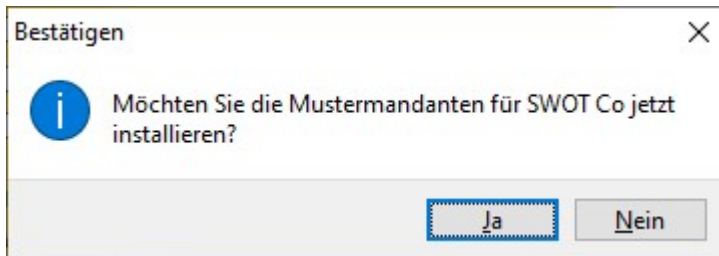 Bestätigen
Möchten Sie die Mustermandanten für SWOT Co jetzt
installieren?
Ja
Nein